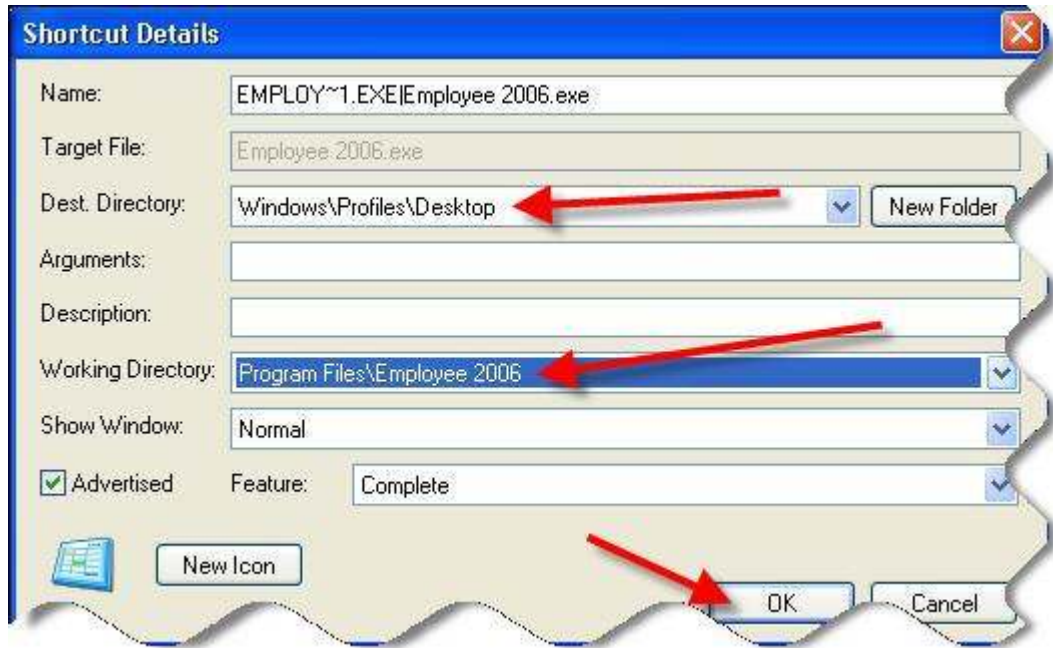 Shortcut Details
Name: EMPLOY~1.EXE|Employee 2006.exe
Target File: Employee 2006.exe
Dest. Directory: Windows\Profiles\Desktop New Folder
Arguments:
Description:
Working Directory: Program Files\Employee 2006
Show Window: Normal
Advertised Feature: Complete
New Icon
OK Cancel